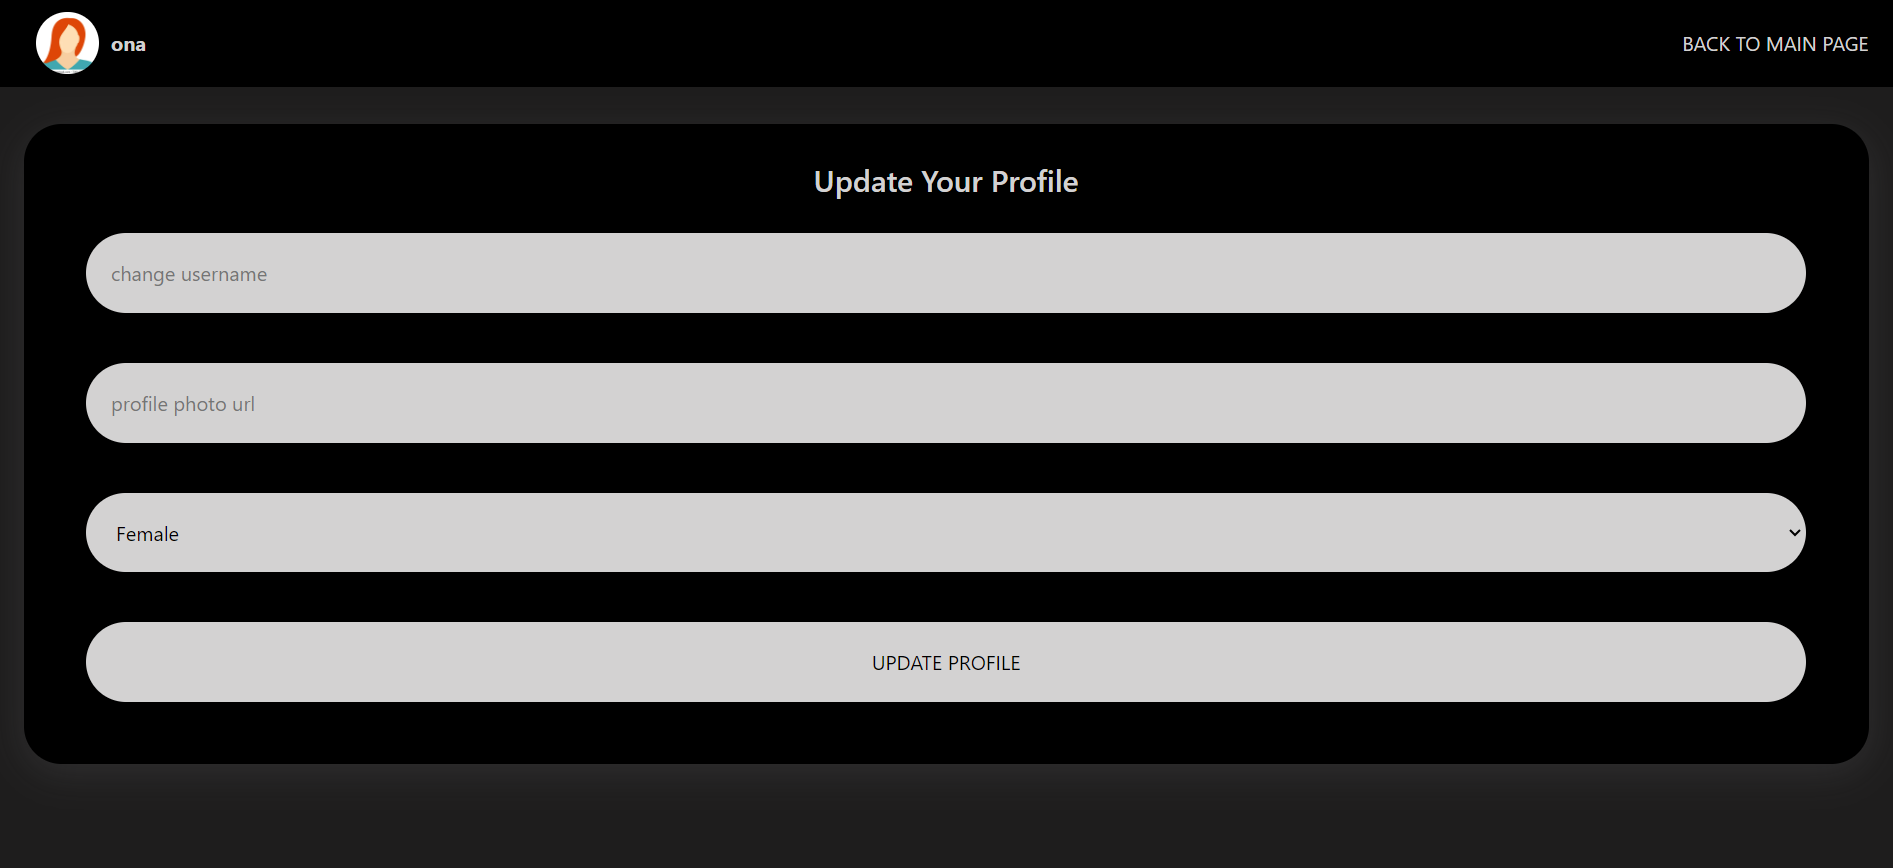 ona
BACK TO MAIN PAGE
Update Your Profile
change username
profile photo url
Female
UPDATE PROFILE